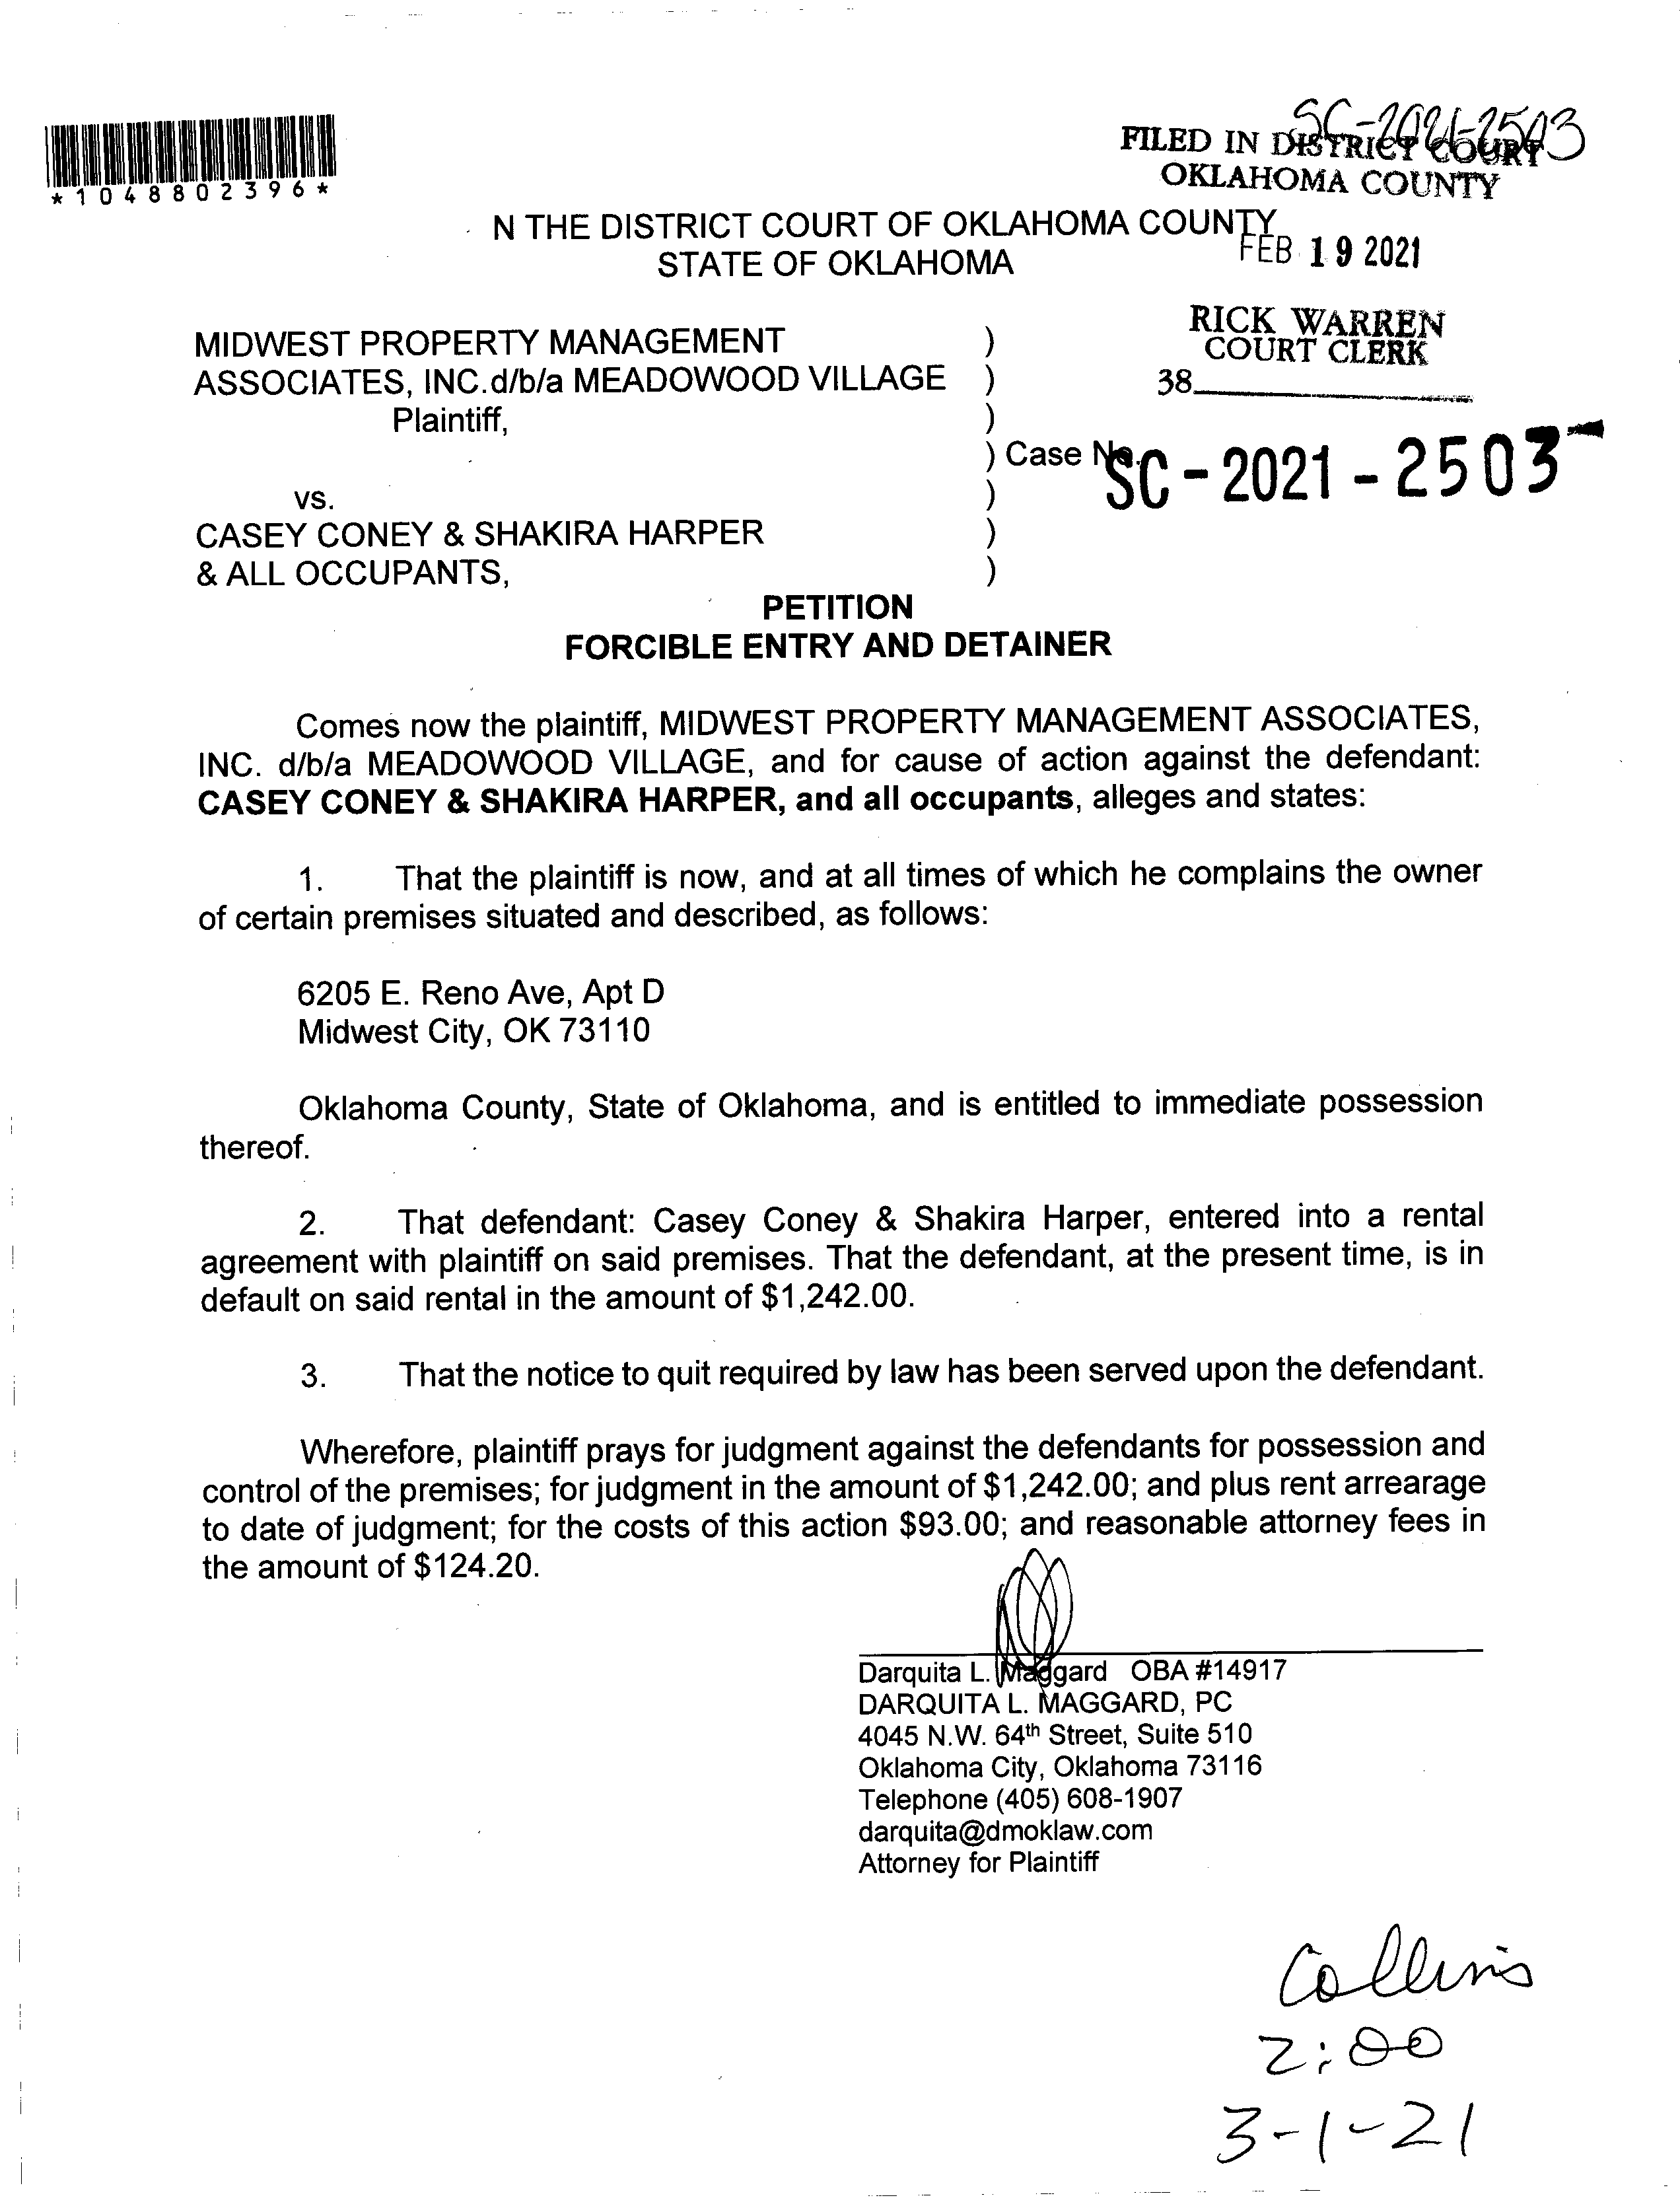 SC-2021-2503
FILED IN DISTRICT COURT
OKLAHOMA COUNTY
*1048802396*
N THE DISTRICT COURT OF OKLAHOMA COUNTY
STATE OF OKLAHOMA
FEB 19 2021
RICK WARREN
COURT CLERK
38
MIDWEST PROPERTY MANAGEMENT )
ASSOCIATES, INC.d/b/a MEADOWOOD VILLAGE )
Plaintiff, )
) Case No. SC-2021-2503
vs. )
CASEY CONEY & SHAKIRA HARPER )
& ALL OCCUPANTS, )
PETITION
FORCIBLE ENTRY AND DETAINER
Comes now the plaintiff, MIDWEST PROPERTY MANAGEMENT ASSOCIATES,
INC. d/b/a MEADOWOOD VILLAGE, and for cause of action against the defendant:
CASEY CONEY & SHAKIRA HARPER, and all occupants, alleges and states:
1. That the plaintiff is now, and at all times of which he complains the owner
of certain premises situated and described, as follows:
6205 E. Reno Ave, Apt D
Midwest City, OK 73110
Oklahoma County, State of Oklahoma, and is entitled to immediate possession
thereof.
2. That defendant: Casey Coney & Shakira Harper, entered into a rental
agreement with plaintiff on said premises. That the defendant, at the present time, is in
default on said rental in the amount of $1,242.00.
3. That the notice to quit required by law has been served upon the defendant.
Wherefore, plaintiff prays for judgment against the defendants for possession and
control of the premises; for judgment in the amount of $1,242.00; and plus rent arrearage
to date of judgment; for the costs of this action $93.00; and reasonable attorney fees in
the amount of $124.20.
Darquita L. Maggard OBA #14917
DARQUITA L. MAGGARD, PC
4045 N.W. 64th Street, Suite 510
Oklahoma City, Oklahoma 73116
Telephone (405) 608-1907
darquita@dmoklaw.com
Attorney for Plaintiff
Collins
2:00
3-1-21